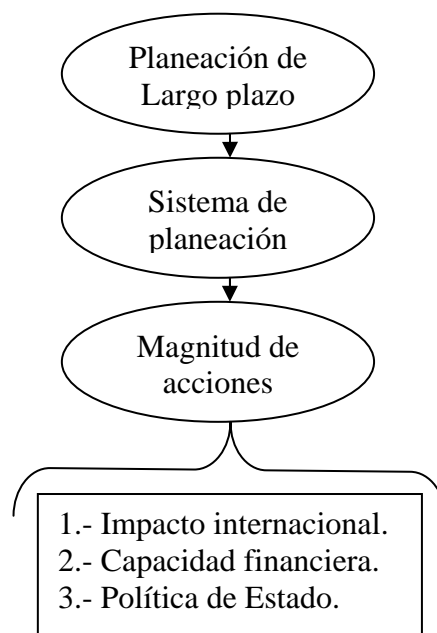 Planeación de
Largo plazo
Sistema de
planeación
Magnitud de
acciones
1.- Impacto internacional.
2.- Capacidad financiera.
3.- Política de Estado.